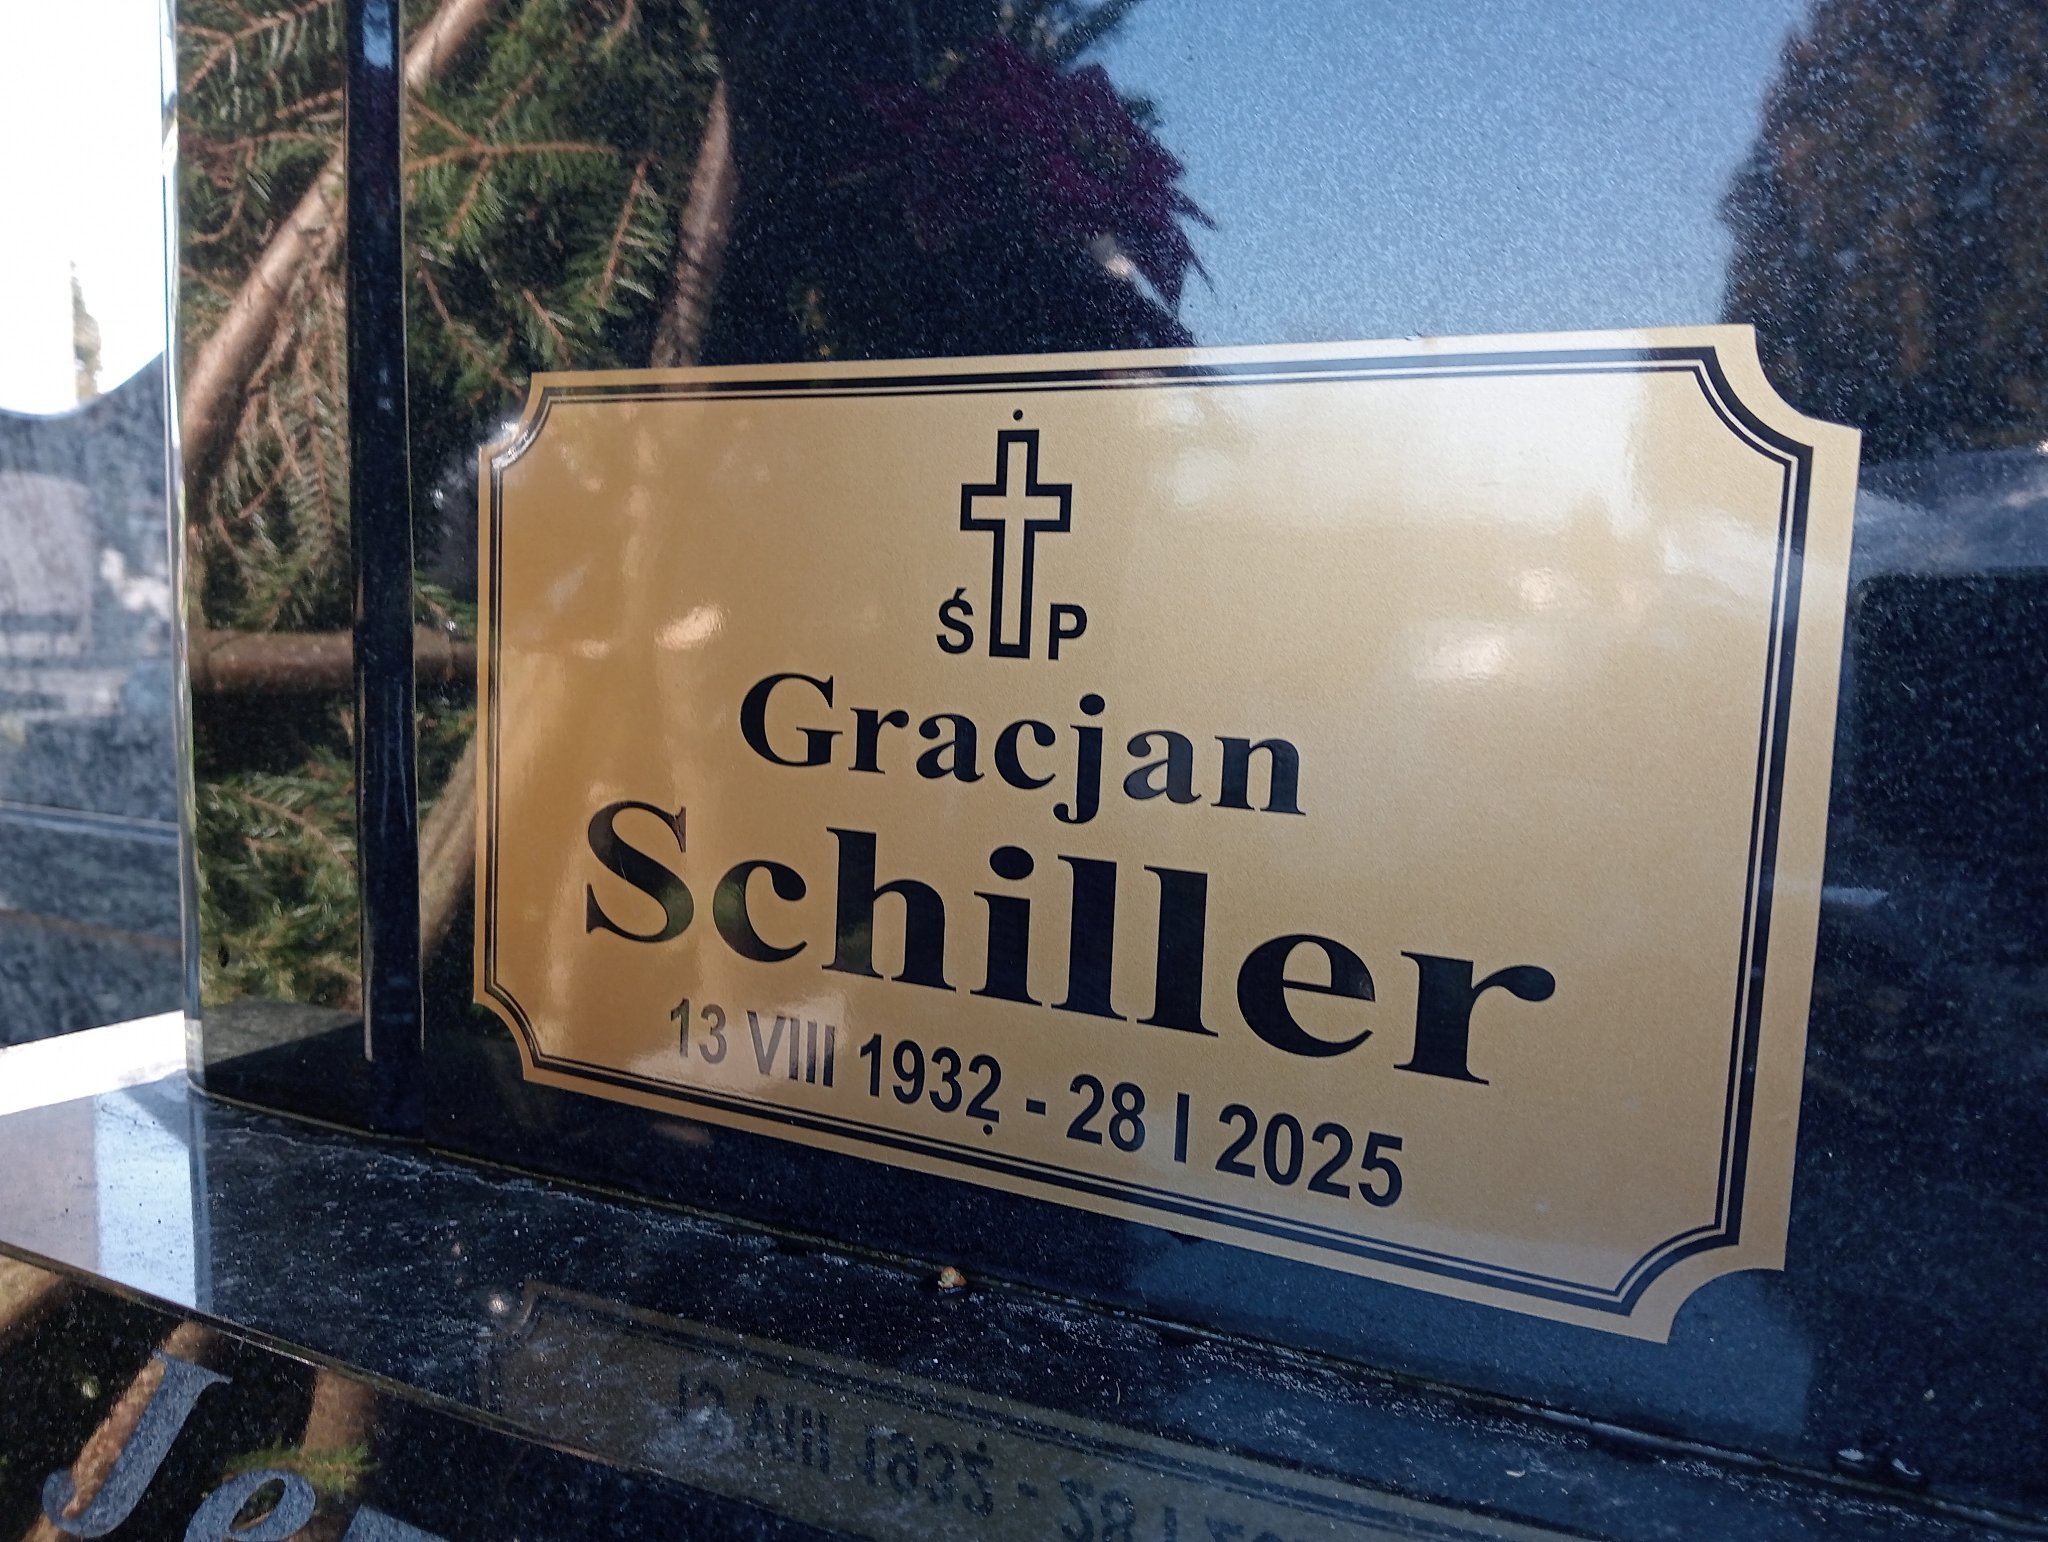 Ś P
Gracjan
Schiller
13 VIII 1932 - 28 I 2025